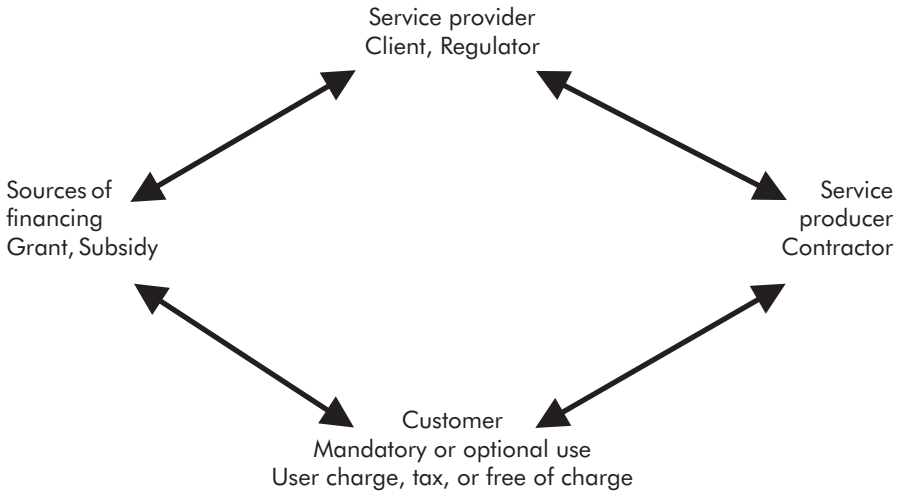 Service provider
Client, Regulator
Sources of
financing
Grant, Subsidy
Service
producer
Contractor
Customer
Mandatory or optional use
User charge, tax, or free of charge